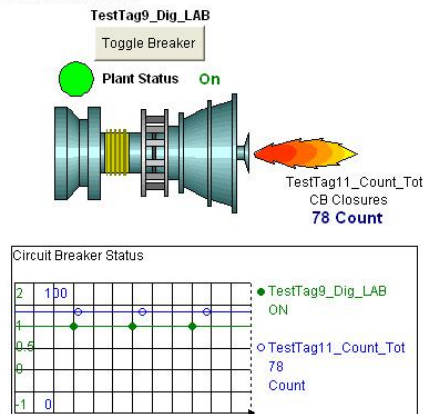 TestTag9_Dig_LAB
Toggle Breaker
Plant Status On
TestTag11_Count_Tot
CB Closures
78 Count
Circuit Breaker Status
2 100
1
0.5
0
-1 0
TestTag9_Dig_LAB
ON
TestTag11_Count_Tot
78
Count